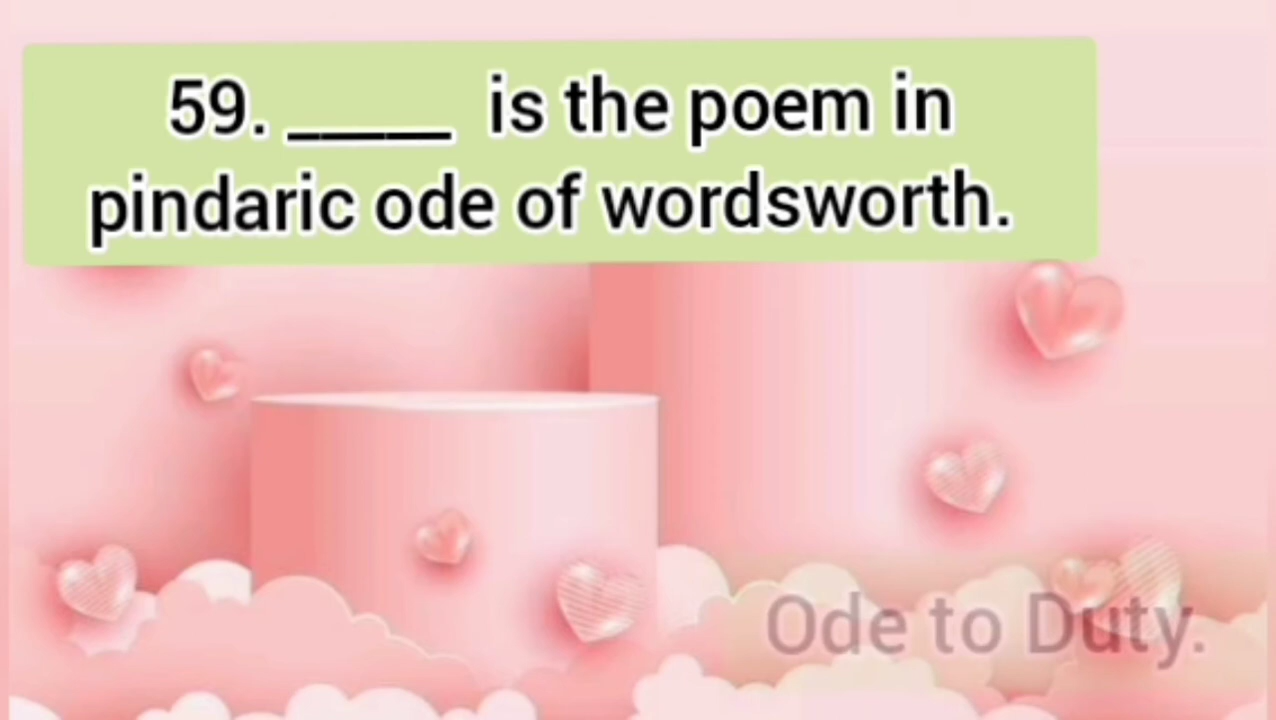 59. _____ is the poem in
pindaric ode of wordsworth.
Ode to Duty.